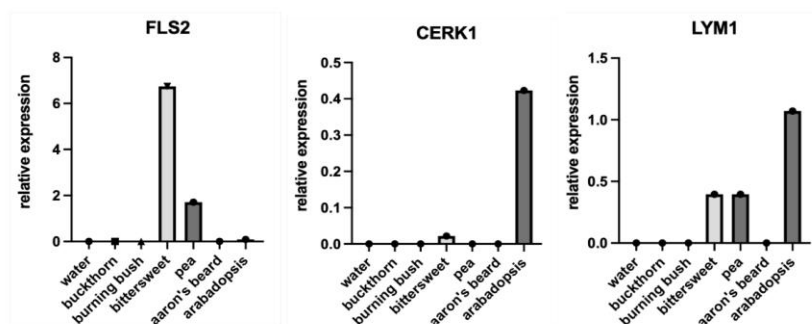 FLS2
relative expression
8
6
4
2
0
water
buckthorn
burning bush
bittersweet
pea
aaron's beard
arabadopsis
CERK1
relative expression
0.5
0.4
0.3
0.2
0.1
0.0
water
buckthorn
burning bush
bittersweet
pea
aaron's beard
arabadopsis
LYM1
relative expression
1.5
1.0
0.5
0.0
water
buckthorn
burning bush
bittersweet
pea
aaron's beard
arabadopsis